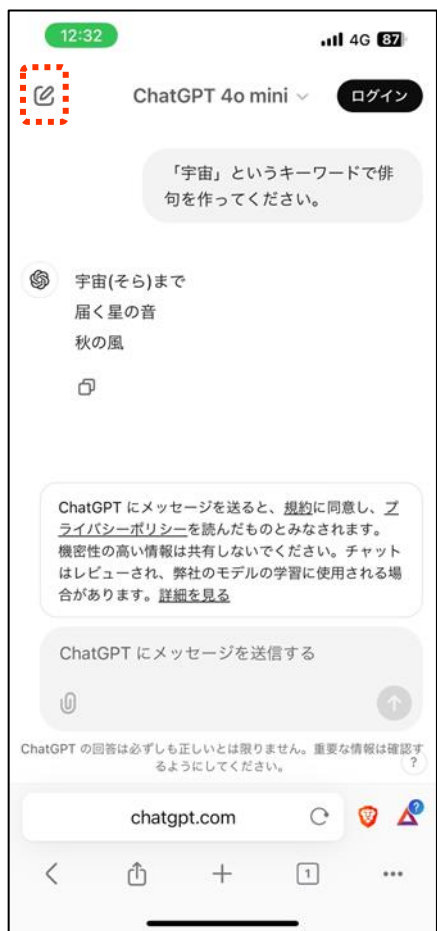 12:32
4G 87
ChatGPT 4o mini
ログイン
「宇宙」というキーワードで俳
句を作ってください。
宇宙(そら)まで
届く星の音
秋の風
ChatGPT にメッセージを送ると、規約に同意し、プ
ライバシーポリシーを読んだものとみなされます。
機密性の高い情報は共有しないでください。チャット
はレビューされ、弊社のモデルの学習に使用される場
合があります。詳細を見る
ChatGPT にメッセージを送信する
ChatGPT の回答は必ずしも正しいとは限りません。重要な情報は確認す
るようにしてください。
?
chatgpt.com
?
1